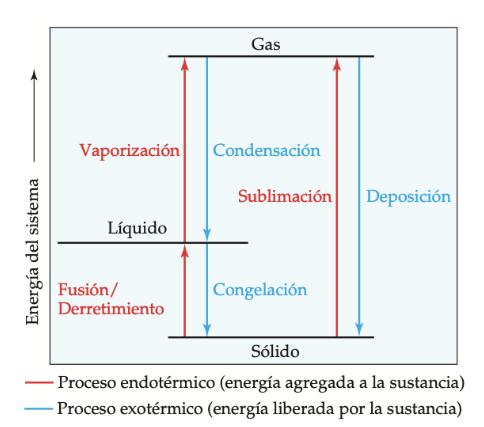 Gas
Energía del sistema
Vaporización
Condensación
Sublimación
Deposición
Líquido
Fusión/
Derretimiento
Congelación
Sólido
Proceso endotérmico (energía agregada a la sustancia)
Proceso exotérmico (energía liberada por la sustancia)